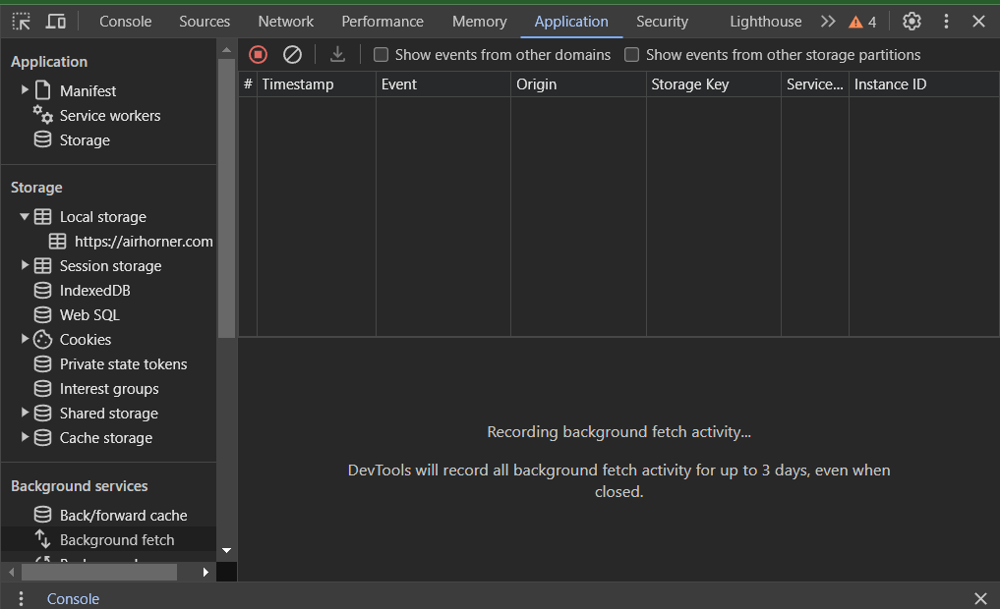 Console Sources Network Performance Memory Application Security Lighthouse 4
Application
Manifest
Service workers
Storage
Storage
Local storage
https://airhorner.com
Session storage
IndexedDB
Web SQL
Cookies
Private state tokens
Interest groups
Shared storage
Cache storage
Background services
Back/forward cache
Background fetch
Show events from other domains Show events from other storage partitions
# Timestamp Event Origin Storage Key Service... Instance ID
Recording background fetch activity...
DevTools will record all background fetch activity for up to 3 days, even when
closed.
Console